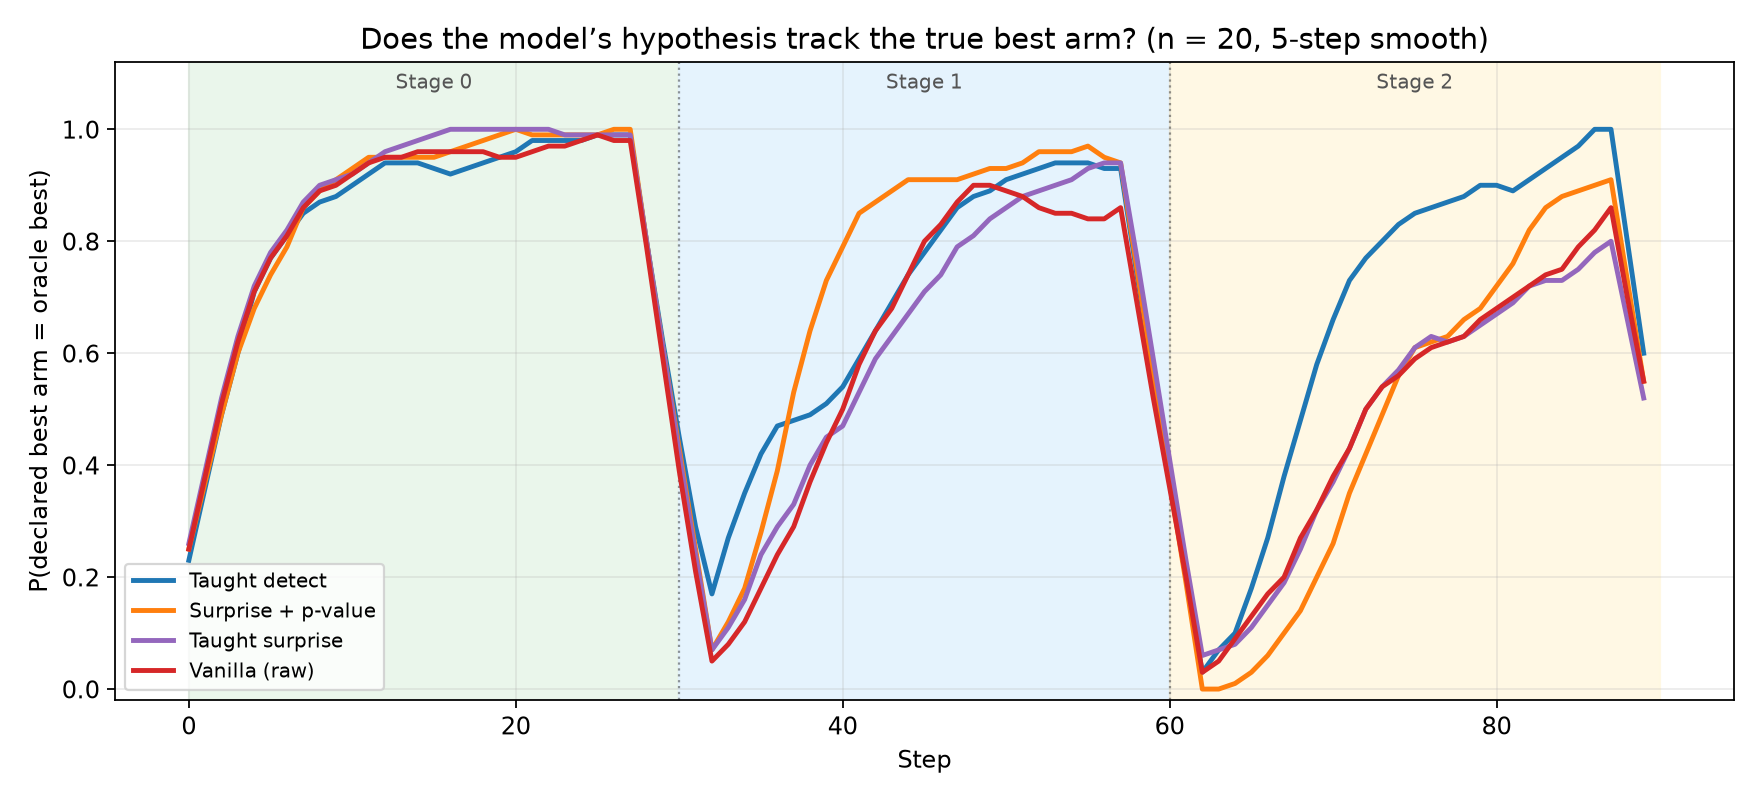 Does the model’s hypothesis track the true best arm? (n = 20, 5-step smooth)
Stage 0
Stage 1
Stage 2
P(declared best arm = oracle best)
1.0
0.8
0.6
0.4
0.2
0.0
Taught detect
Surprise + p-value
Taught surprise
Vanilla (raw)
0
20
40
60
80
Step